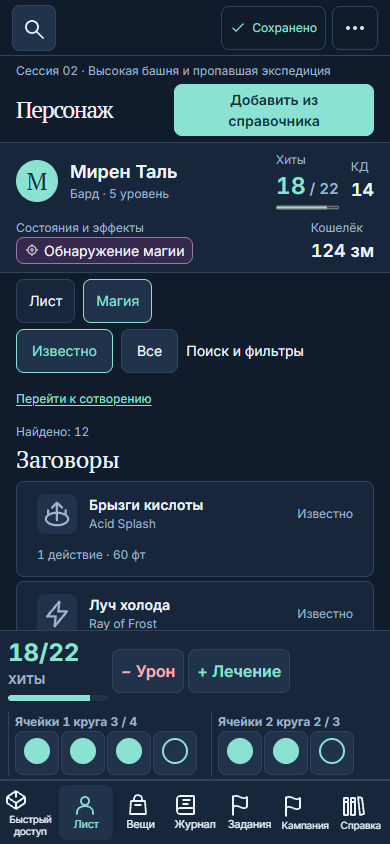 Сохранено
Сессия 02 · Высокая башня и пропавшая экспедиция
Персонаж
Добавить из
справочника
М
Мирен Таль
Бард · 5 уровень
Хиты
18 / 22
КД
14
Состояния и эффекты
Обнаружение магии
Кошелёк
124 зм
Лист
Магия
Известно
Все
Поиск и фильтры
Перейти к сотворению
Найдено: 12
Заговоры
Брызги кислоты
Acid Splash
Известно
1 действие · 60 фт
Луч холода
Ray of Frost
Известно
18/22
ХИТЫ
− Урон
+ Лечение
Ячейки 1 круга 3 / 4
Ячейки 2 круга 2 / 3
Быстрый
доступ
Лист
Вещи
Журнал
Задания
Кампания
Справка